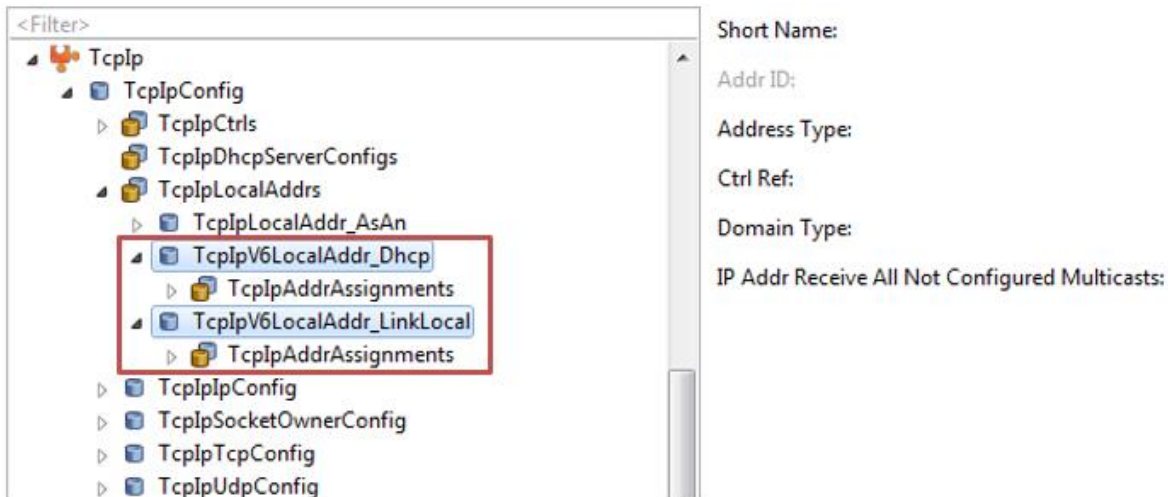 <Filter>
TcpIp
TcpIpConfig
TcpIpCtrls
TcpIpDhcpServerConfigs
TcpIpLocalAddrs
TcpIpLocalAddr_AsAn
TcpIpV6LocalAddr_Dhcp
TcpIpAddrAssignments
TcpIpV6LocalAddr_LinkLocal
TcpIpAddrAssignments
TcpIpIpConfig
TcpIpSocketOwnerConfig
TcpIpTcpConfig
TcpIpUdpConfig
Short Name:
Addr ID:
Address Type:
Ctrl Ref:
Domain Type:
IP Addr Receive All Not Configured Multicasts: